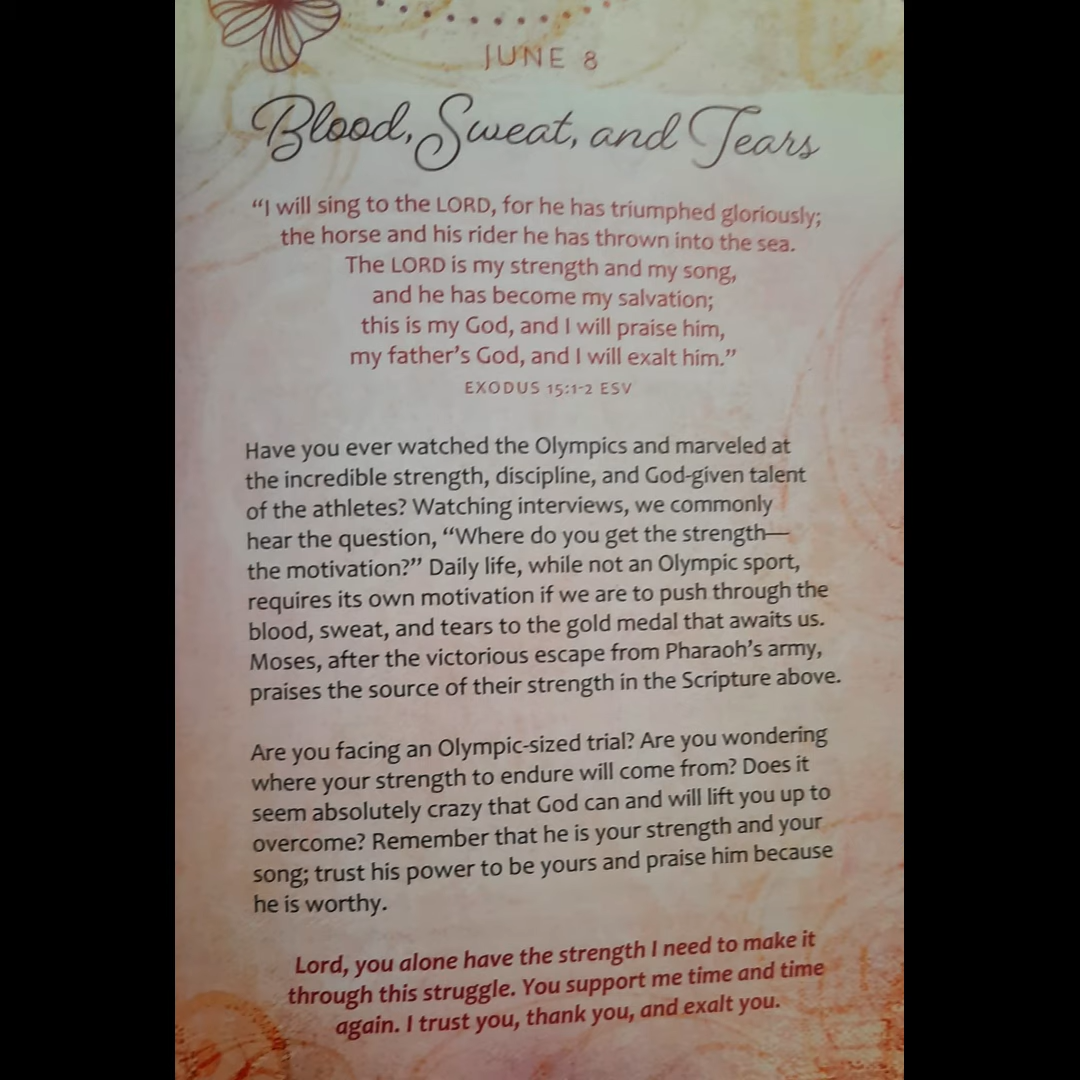 JUNE 8
Blood, Sweat, and Tears
“I will sing to the LORD, for he has triumphed gloriously;
the horse and his rider he has thrown into the sea.
The LORD is my strength and my song,
and he has become my salvation;
this is my God, and I will praise him,
my father’s God, and I will exalt him.”
EXODUS 15:1-2 ESV
Have you ever watched the Olympics and marveled at
the incredible strength, discipline, and God-given talent
of the athletes? Watching interviews, we commonly
hear the question, “Where do you get the strength—
the motivation?” Daily life, while not an Olympic sport,
requires its own motivation if we are to push through the
blood, sweat, and tears to the gold medal that awaits us.
Moses, after the victorious escape from Pharaoh’s army,
praises the source of their strength in the Scripture above.
Are you facing an Olympic-sized trial? Are you wondering
where your strength to endure will come from? Does it
seem absolutely crazy that God can and will lift you up to
overcome? Remember that he is your strength and your
song; trust his power to be yours and praise him because
he is worthy.
Lord, you alone have the strength I need to make it
through this struggle. You support me time and time
again. I trust you, thank you, and exalt you.